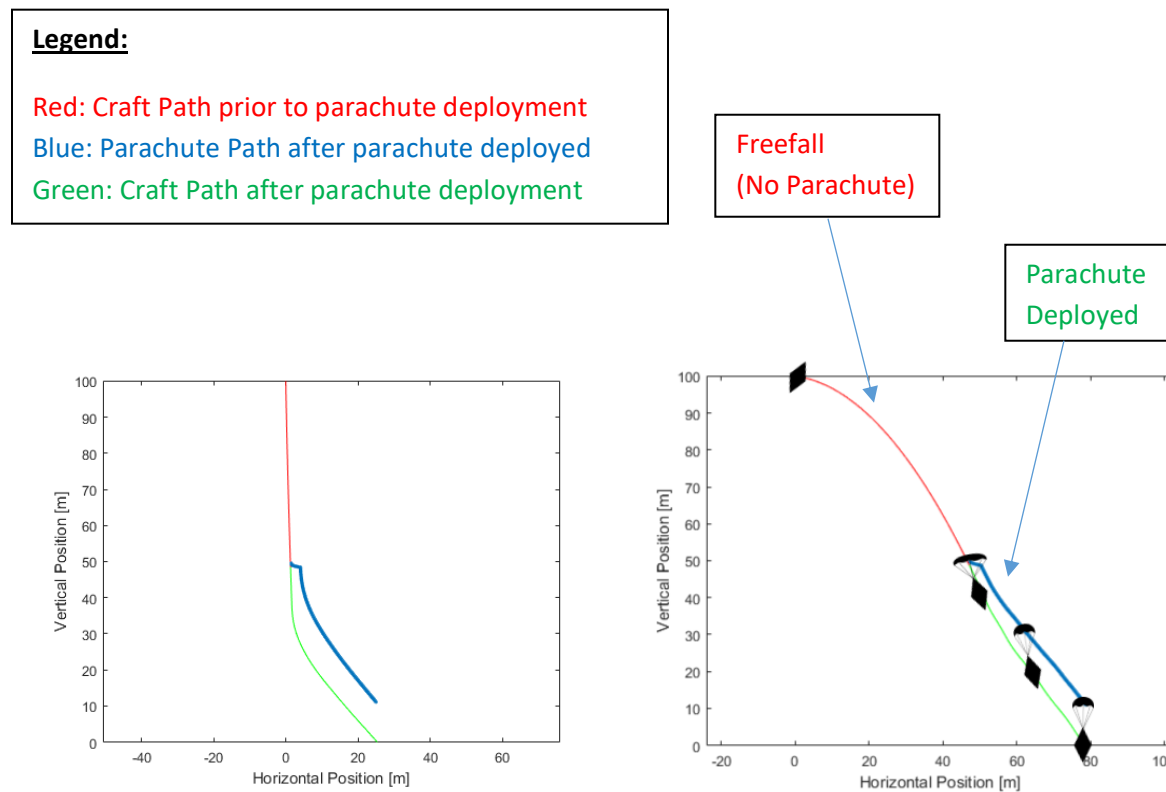 Legend:
Red: Craft Path prior to parachute deployment
Blue: Parachute Path after parachute deployed
Green: Craft Path after parachute deployment
Freefall
(No Parachute)
Parachute
Deployed
100
90
80
70
60
50
40
30
20
10
0
Vertical Position [m]
-40
-20
0
20
40
60
Horizontal Position [m]
100
90
80
70
60
50
40
30
20
10
0
Vertical Position [m]
-20
0
20
40
60
80
Horizontal Position [m]